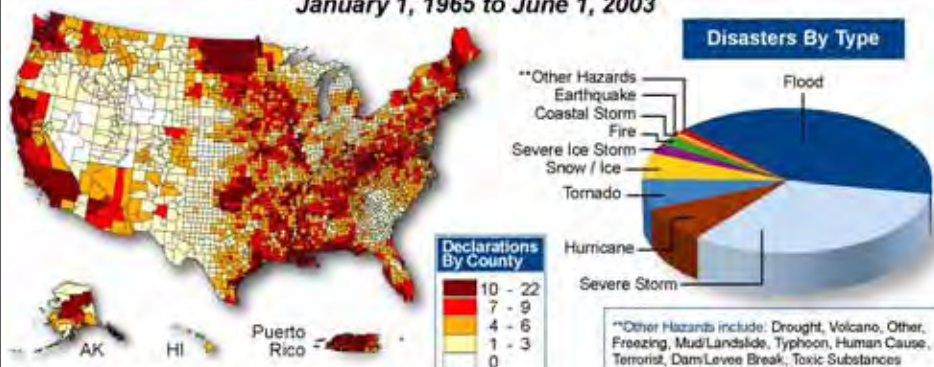 January 1, 1965 to June 1, 2003
Disasters By Type
**Other Hazards
Earthquake
Coastal Storm
Fire
Severe Ice Storm
Snow / Ice
Tornado
Hurricane
Severe Storm
Flood
Declarations
By County
10 - 22
7 - 9
4 - 6
1 - 3
0
AK
HI
Puerto
Rico
**Other Hazards include: Drought, Volcano, Other,
Freezing, Mud/Landslide, Typhoon, Human Cause,
Terrorist, Dam/Levee Break, Toxic Substances